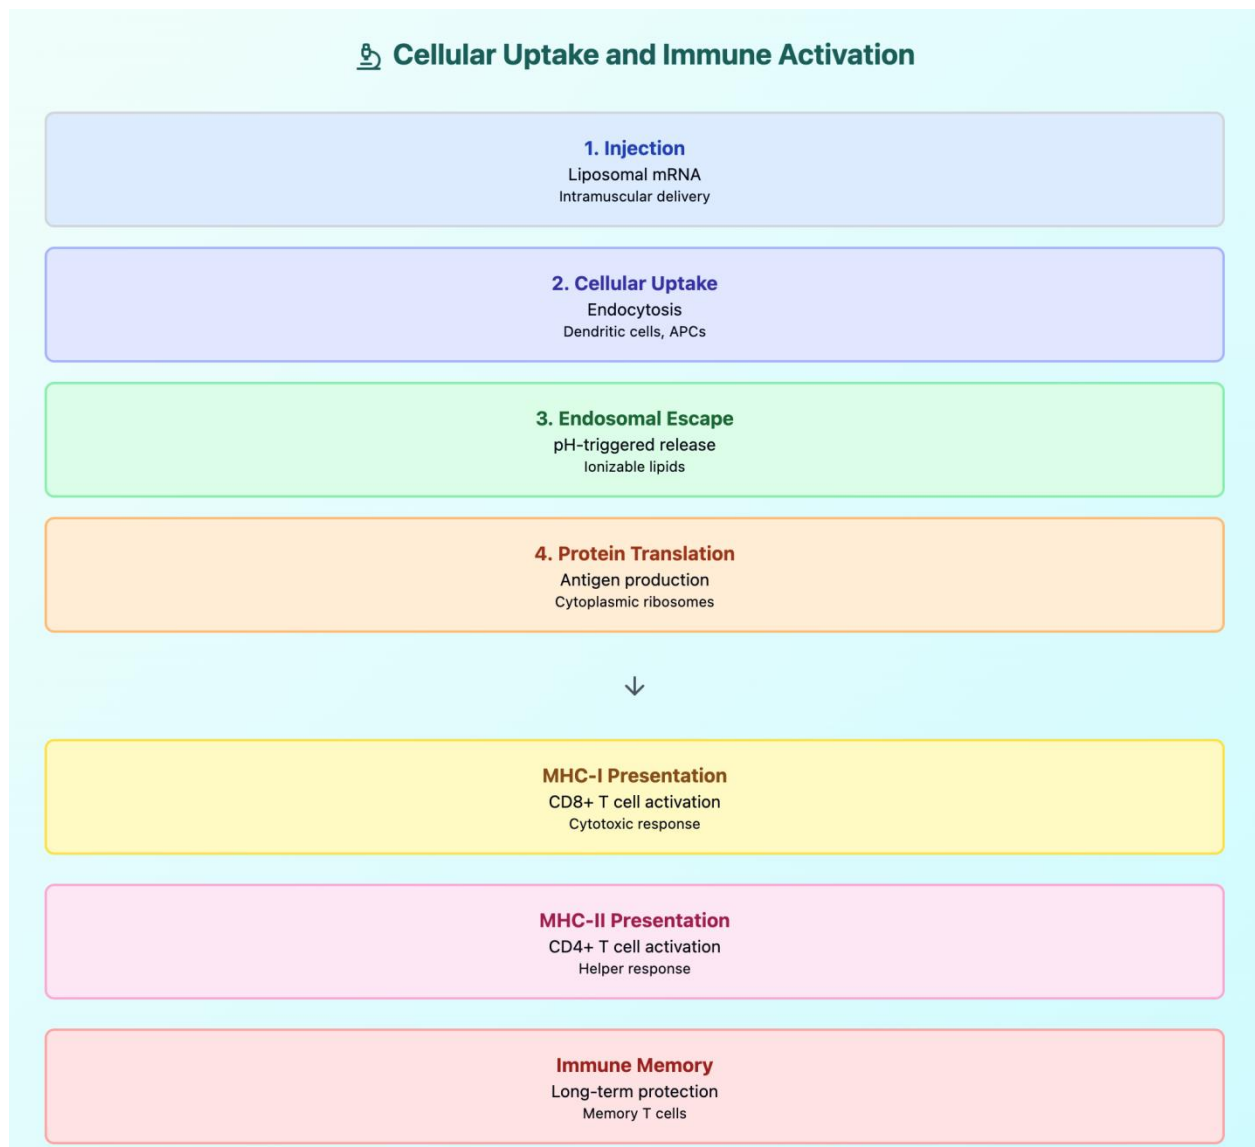 Cellular Uptake and Immune Activation
1. Injection
Liposomal mRNA
Intramuscular delivery
2. Cellular Uptake
Endocytosis
Dendritic cells, APCs
3. Endosomal Escape
pH-triggered release
Ionizable lipids
4. Protein Translation
Antigen production
Cytoplasmic ribosomes
MHC-I Presentation
CD8+ T cell activation
Cytotoxic response
MHC-II Presentation
CD4+ T cell activation
Helper response
Immune Memory
Long-term protection
Memory T cells